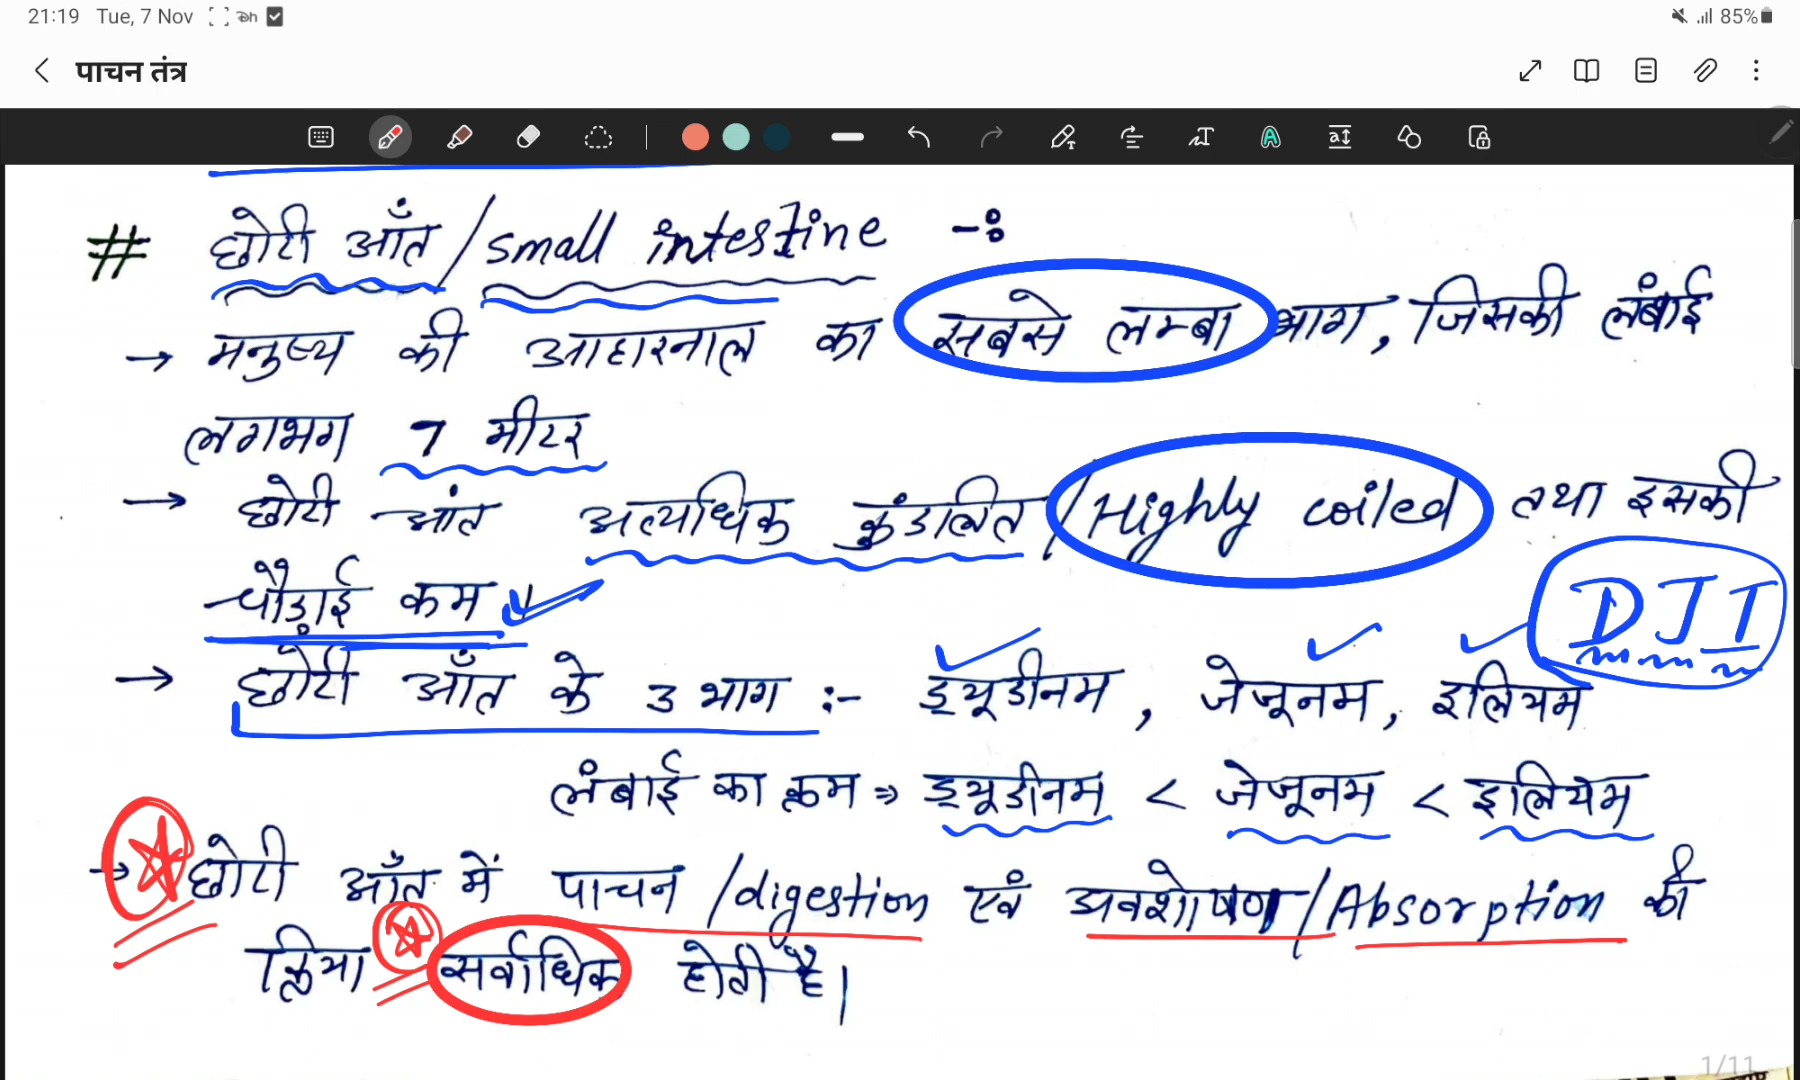 21:19 Tue, 7 Nov 85%
पाचन तंत्र
# छोटी आँत / small intestine -:
→ मनुष्य की आहारनाल का सबसे लम्बा भाग, जिसकी लंबाई
लगभग 7 मीटर
→ छोटी आंत अत्यधिक कुंडलित / Highly coiled तथा इसकी
चौड़ाई कम
DJI
→ छोटी आँत के 3 भाग :- ड्यूडीनम, जेजूनम, इलियम
लंबाई का क्रम ⇒ ड्यूडीनम < जेजूनम < इलियम
→ छोटी आँत में पाचन / digestion एवं अवशोषण / Absorption की
क्रिया सर्वाधिक होती है।
1/11